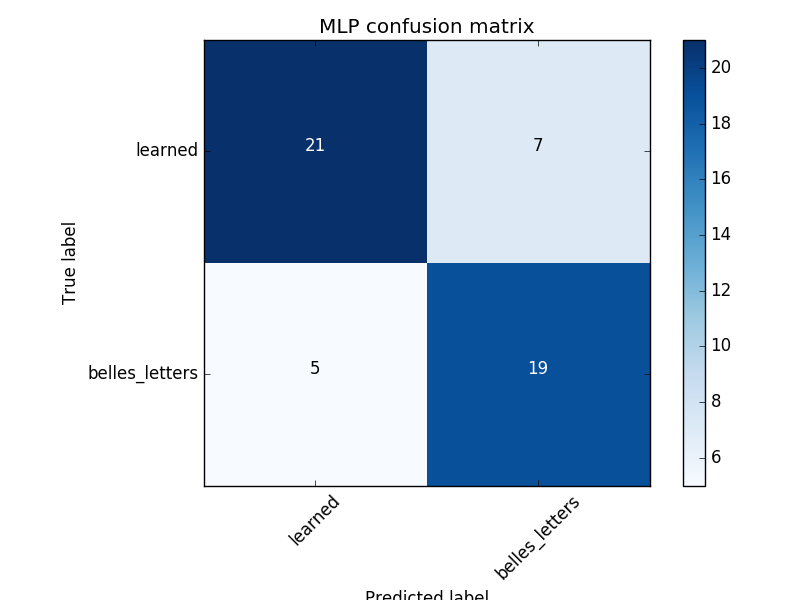 MLP confusion matrix
True label
learned
21
7
belles_letters
5
19
learned
belles_letters
Predicted label
20
18
16
14
12
10
8
6